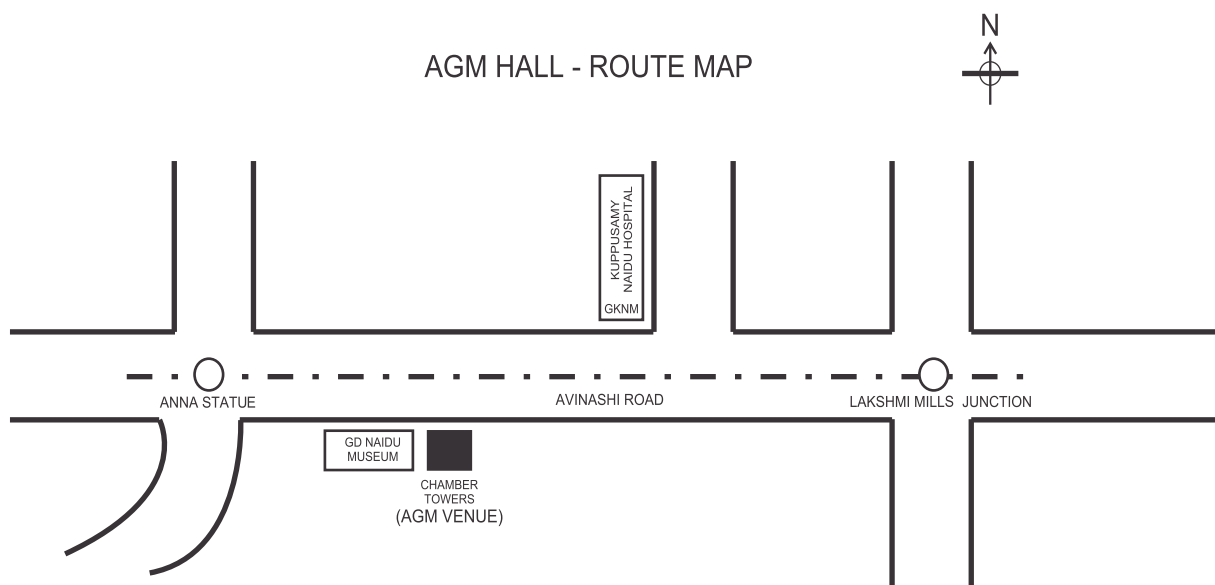 N
AGM HALL - ROUTE MAP
KUPPUSAMY
NAIDU HOSPITAL
GKNM
ANNA STATUE
AVINASHI ROAD
LAKSHMI MILLS JUNCTION
GD NAIDU
MUSEUM
CHAMBER
TOWERS
(AGM VENUE)